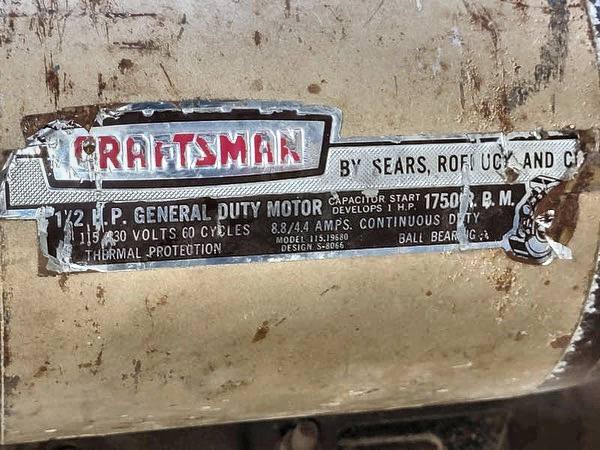 CRAFTSMAN
BY SEARS, ROEBUCK AND C
1/2 H.P. GENERAL DUTY MOTOR CAPACITOR START DEVELOPS 1 H.P. 1750 R.P.M.
115/230 VOLTS 60 CYCLES 8.8/4.4 AMPS. CONTINUOUS DUTY
THERMAL PROTECTION MODEL 115.19680 BALL BEARING
DESIGN. S-8066